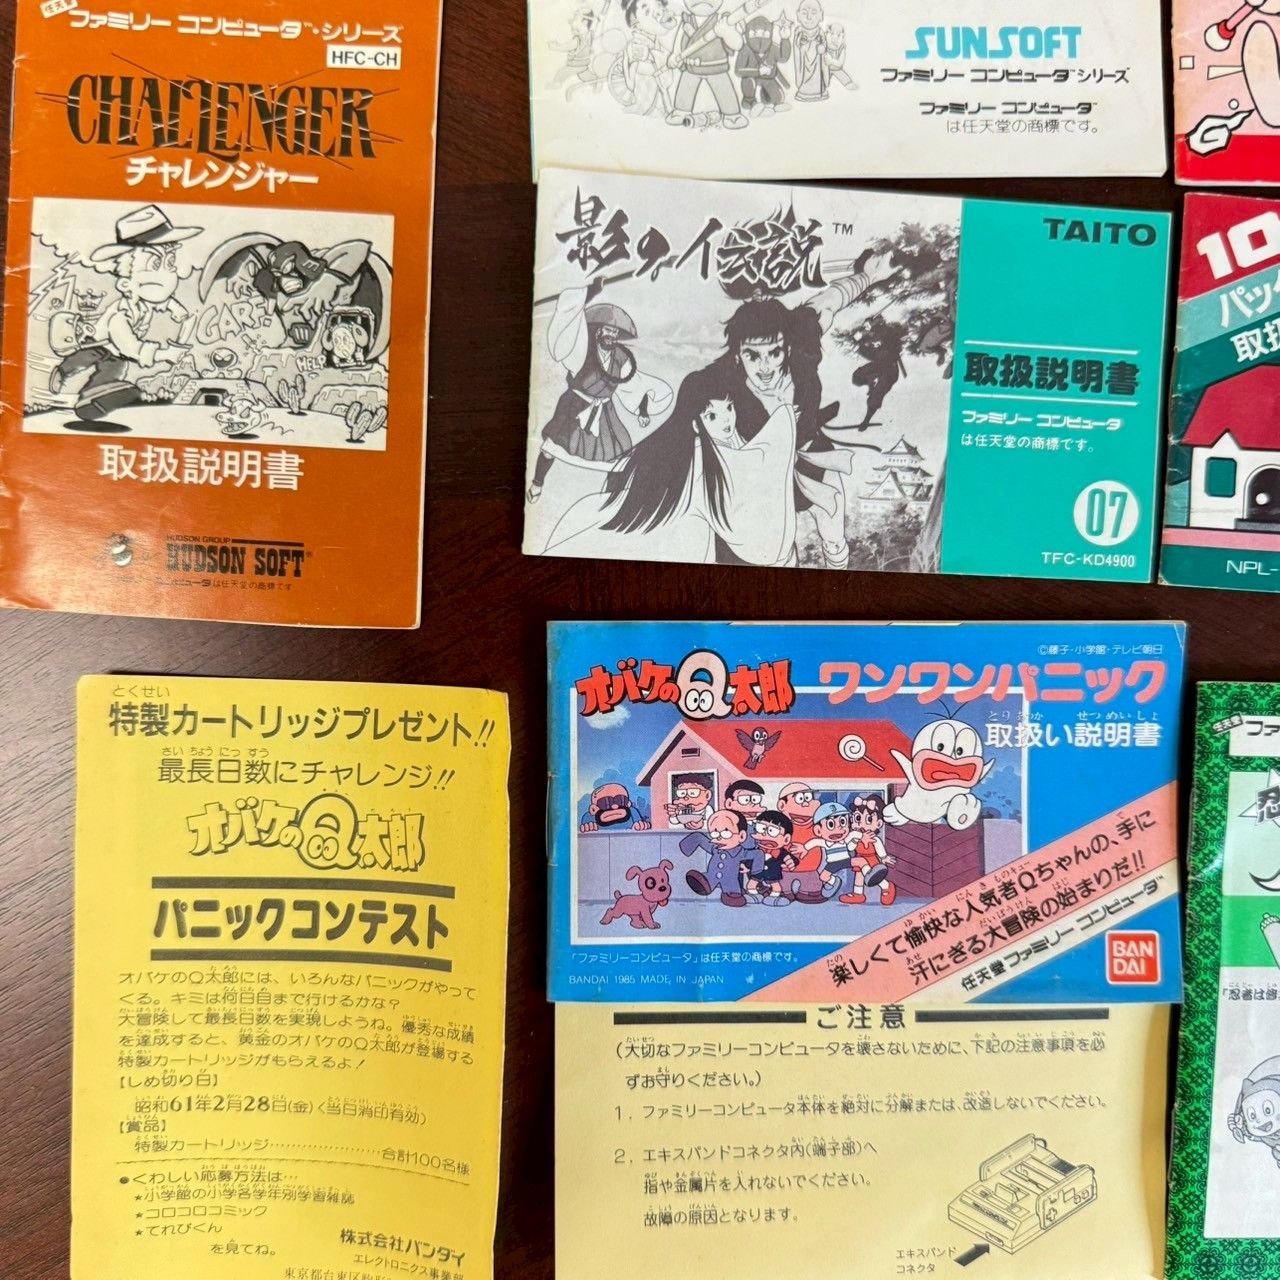 任天堂
ファミリー コンピュータ™・シリーズ
HFC-CH
CHALLENGER
チャレンジャー
GARE
HELP
取扱説明書
HUDSON GROUP
HUDSON SOFT®
は任天堂の商標です
SUNSOFT
ファミリー コンピュータ™シリーズ
ファミリー コンピュータ™
は任天堂の商標です。
影の伝説™
TAITO
取扱説明書
ファミリー コンピュータ
は任天堂の商標です。
07
TFC-KD4900
G
10
パッ
取扱
NPL-
とくせい
特製カートリッジプレゼント!!
さいちょうにっすう
最長日数にチャレンジ!!
オバケのQ太郎
パニックコンテスト
オバケのQ太郎には、いろんなパニックがやって
くる。キミは何日目まで行けるかな?
大冒険して最長日数を実現しようね。優秀な成績
を達成すると、黄金のオバケのQ太郎が登場する
特製カートリッジがもらえるよ!
【しめ切り日】
昭和61年2月28日(金)〈当日消印有効〉
【賞品】
特製カートリッジ……………………合計100名様
●くわしい応募方法は…
★小学館の小学各学年別学習雑誌
★コロコロコミック
★てれびくん
を見てね。
株式会社バンダイ
エレクトロニクス事業部
東京都台東区駒形
©藤子・小学館・テレビ朝日
オバケのQ太郎
ワンワンパニック
とりあつか せつめいしょ
取扱い説明書
楽しくて愉快な人気者Qちゃんの、手に
汗にぎる大冒険の始まりだ!!
任天堂ファミリー コンピュータ™
「ファミリーコンピュータ」は任天堂の商標です。
BANDAI 1985 MADE IN JAPAN
BAN
DAI
ご注意
(大切なファミリーコンピュータを壊さないために、下記の注意事項を必
ずお守りください。)
1. ファミリーコンピュータ本体を絶対に分解または、改造しないでください。
2. エキスパンドコネクタ内(端子部)へ
指や金属片を入れないでください。
故障の原因となります。
エキスパンド
コネクタ
任天堂
ファ
忍
「忍者は修